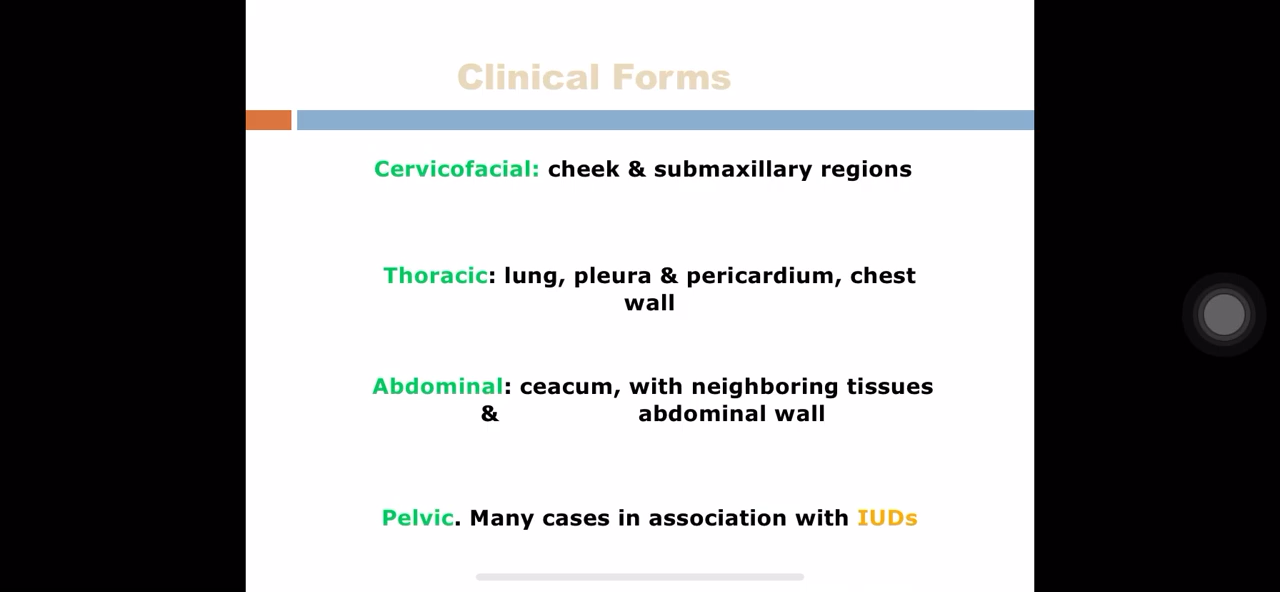 Clinical Forms
Cervicofacial: cheek & submaxillary regions
Thoracic: lung, pleura & pericardium, chest
wall
Abdominal: ceacum, with neighboring tissues
& abdominal wall
Pelvic. Many cases in association with IUDs